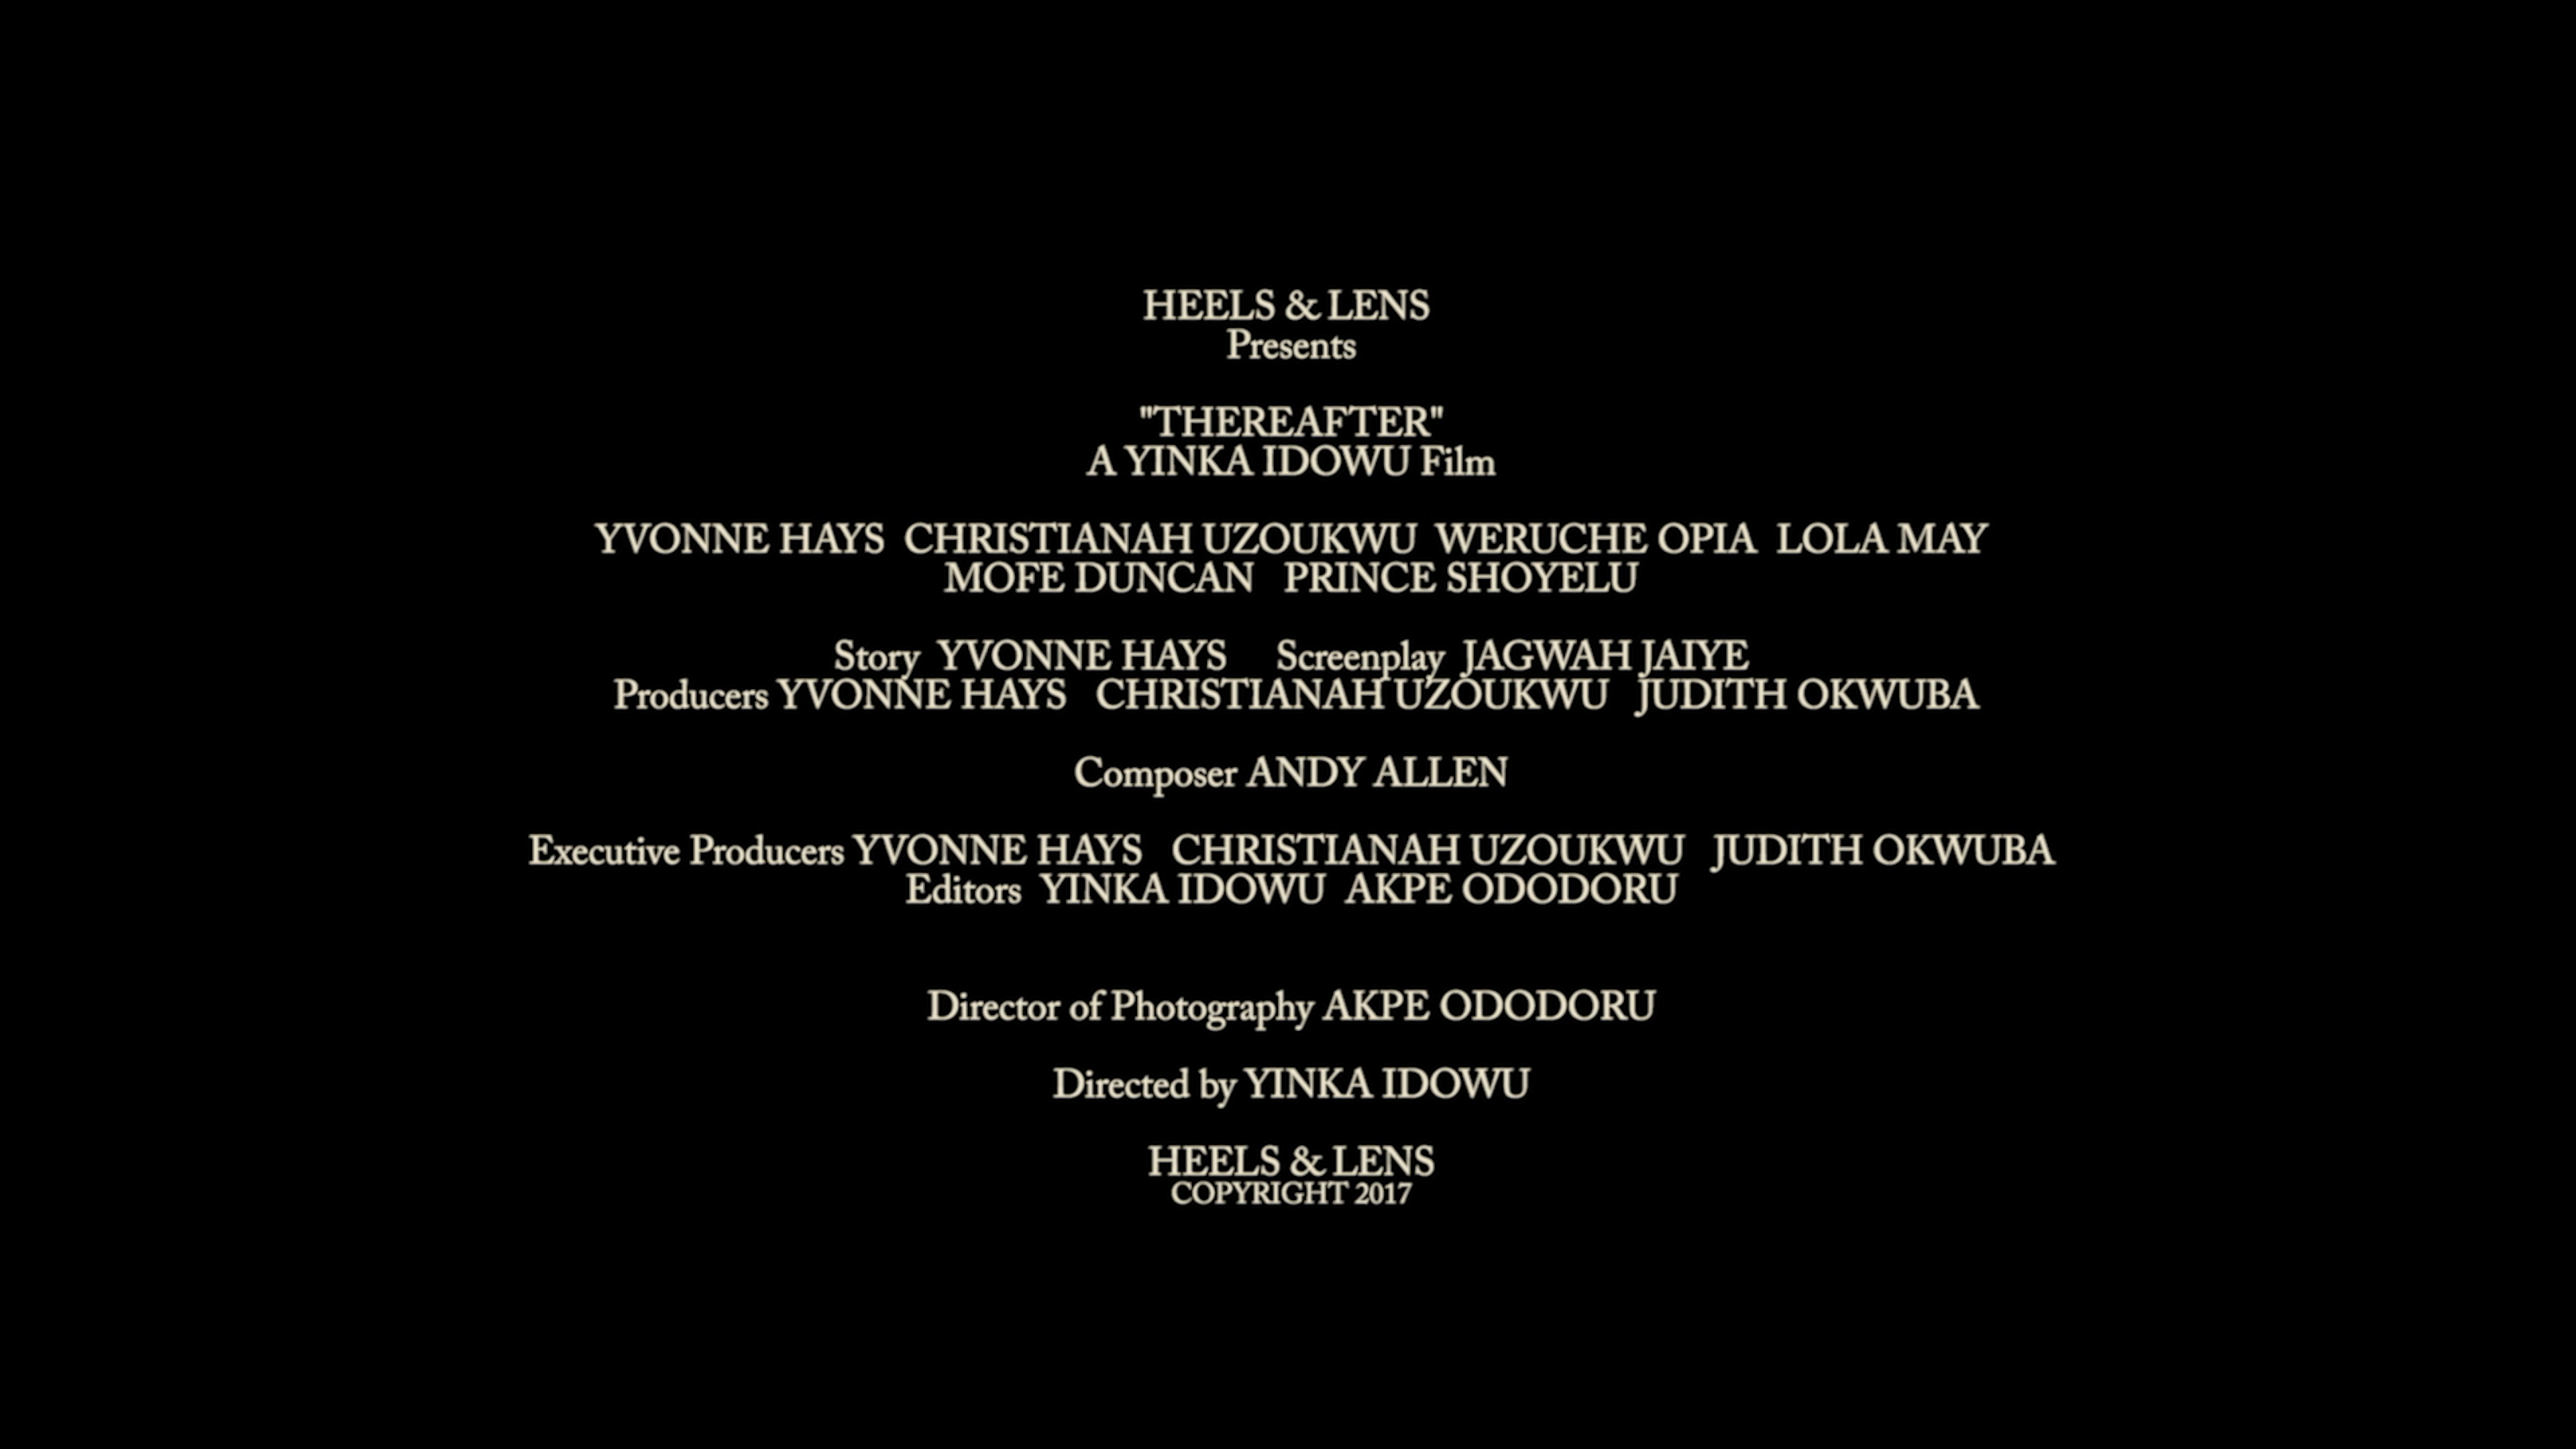 HEELS & LENS
Presents
"THEREAFTER"
A YINKA IDOWU Film
YVONNE HAYS CHRISTIANAH UZOUKWU WERUCHE OPIA LOLA MAY
MOFE DUNCAN PRINCE SHOYELU
Story YVONNE HAYS Screenplay JAGWAH JAIYE
Producers YVONNE HAYS CHRISTIANAH UZOUKWU JUDITH OKWUBA
Composer ANDY ALLEN
Executive Producers YVONNE HAYS CHRISTIANAH UZOUKWU JUDITH OKWUBA
Editors YINKA IDOWU AKPE ODODORU
Director of Photography AKPE ODODORU
Directed by YINKA IDOWU
HEELS & LENS
COPYRIGHT 2017